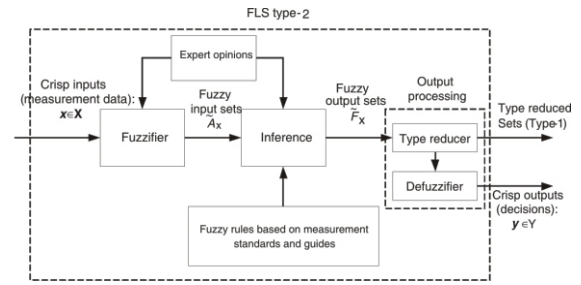 FLS type-2
Expert opinions
Crisp inputs
(measurement data):
x∈X
Fuzzifier
Fuzzy
input sets
Ãx
Inference
Fuzzy
output sets
F̃x
Output
processing
Type reducer
Defuzzifier
Type reduced
Sets (Type-1)
Crisp outputs
(decisions):
y ∈Y
Fuzzy rules based on measurement
standards and guides